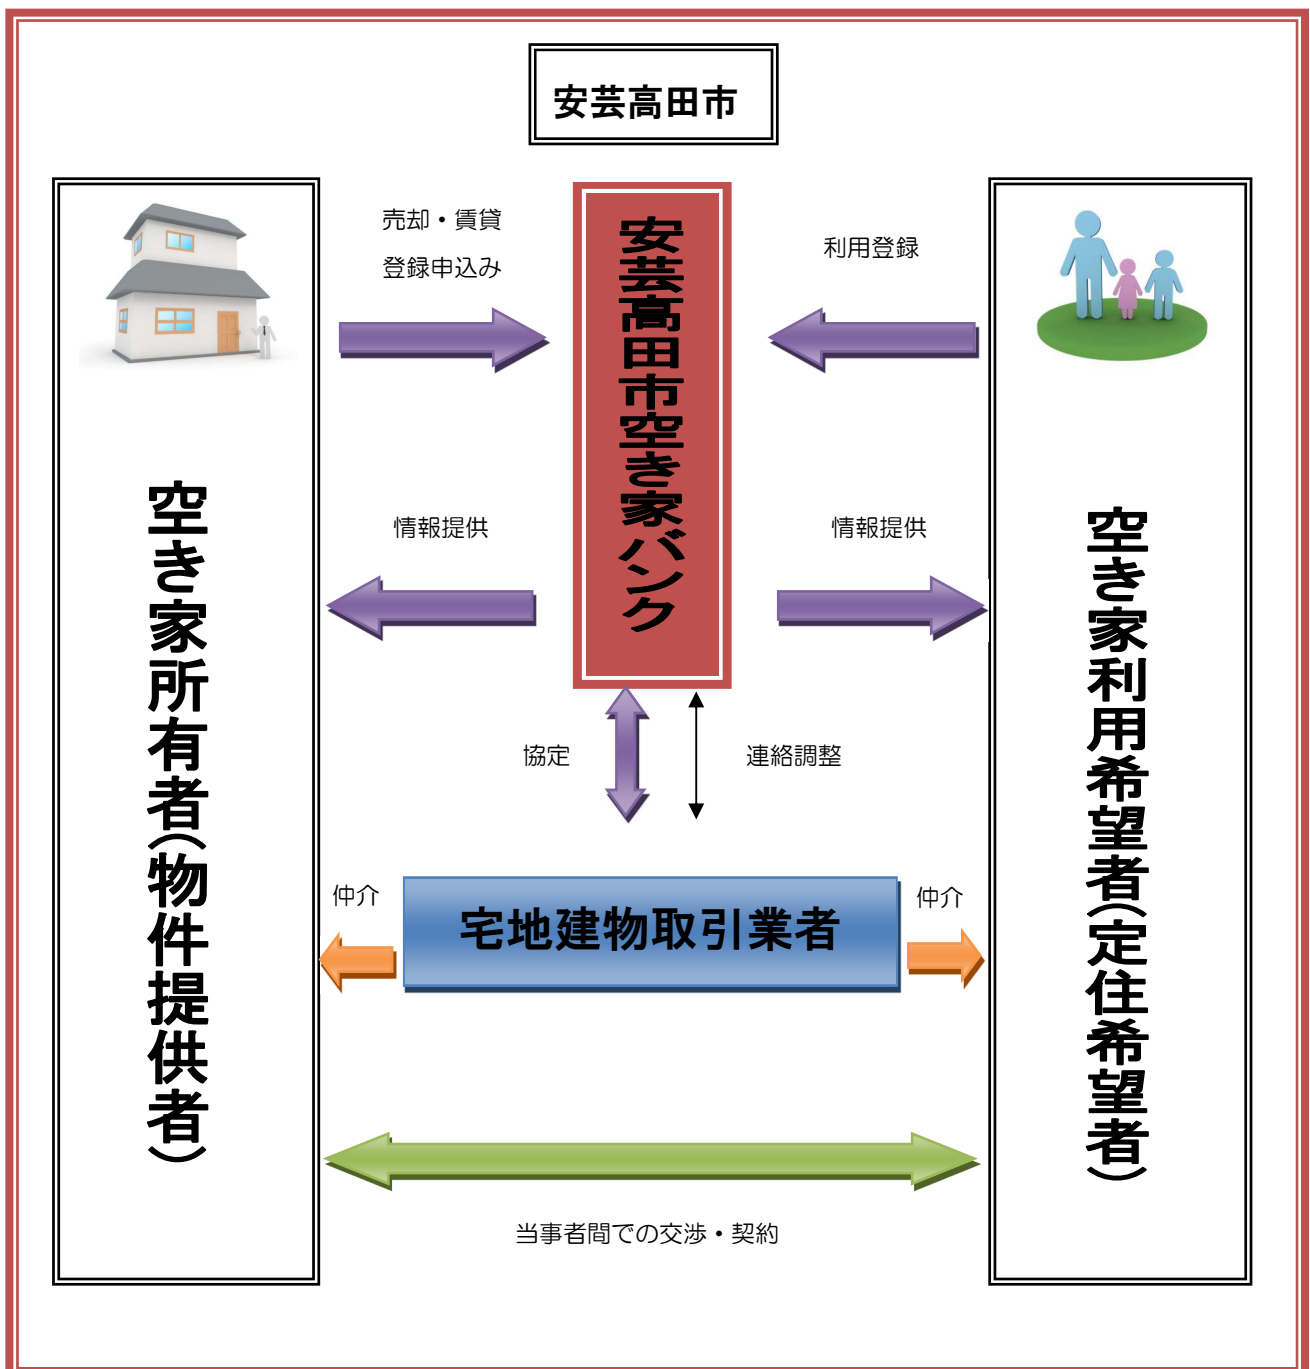 安芸高田市
売却・賃貸
登録申込み
利用登録
安芸高田市空き家バンク
空き家所有者(物件提供者)
空き家利用希望者(定住希望者)
情報提供
情報提供
協定
連絡調整
仲介
宅地建物取引業者
仲介
当事者間での交渉・契約